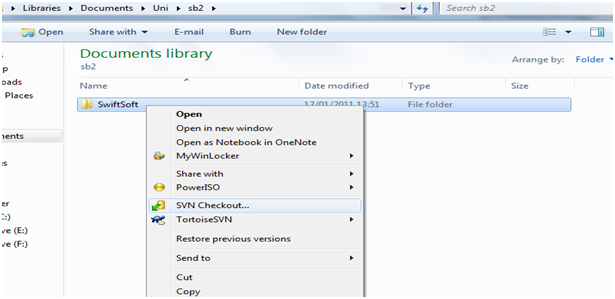 Libraries ▸ Documents ▸ Uni ▸ sb2 ▸
Search sb2
Open Share with E-mail Burn New folder
Documents library
sb2
Arrange by: Folder
Name Date modified Type Size
SwiftSoft 12/01/2011 13:51 File folder
Open
Open in new window
Open as Notebook in OneNote
MyWinLocker
Share with
PowerISO
SVN Checkout...
TortoiseSVN
Restore previous versions
Send to
Cut
Copy
p
oads
Places
ments
es
er
C:)
ve (E:)
ve (F:)